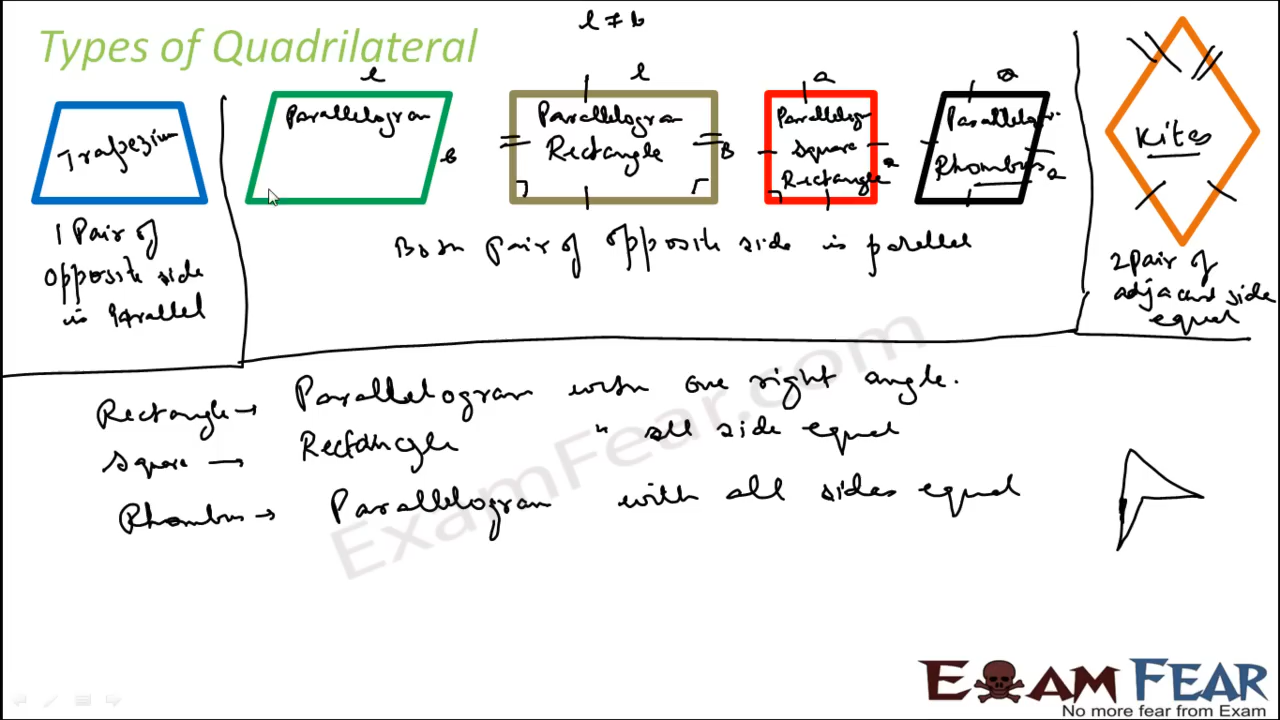 Types of Quadrilateral
l ≠ b
Trapezium
1 Pair of
opposite side
is parallel
l
Parallelogram
b
l
Parallelogram
Rectangle
B
a
Parallelogr
Square
Rectangle
a
a
Parallelogr.
Rhombus
a
Both pair of opposite side is parallel
Kites
2 pair of
adjacent side
equal
Rectangle → Parallelogram with one right angle.
Square → Rectangle " all side equal
Rhombus → Parallelogram with all sides equal
ExamFear.com
EXAM FEAR
No more fear from Exam